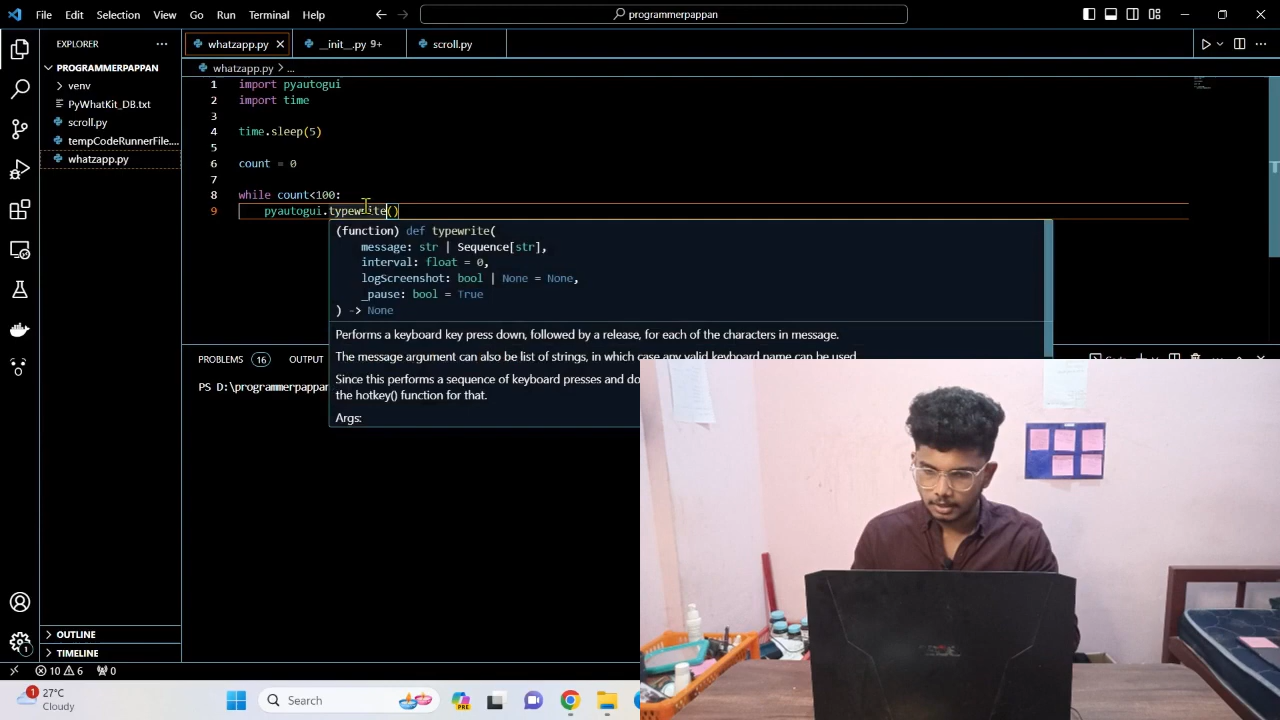 File Edit Selection View Go Run Terminal Help
programmerpappan
EXPLORER
whatzapp.py
__init__.py 9+
scroll.py
PROGRAMMERPAPPAN
whatzapp.py > ...
venv
PyWhatKit_DB.txt
scroll.py
tempCodeRunnerFile....
whatzapp.py
1 import pyautogui
2 import time
3
4 time.sleep(5)
5
6 count = 0
7
8 while count<100:
9 pyautogui.typewrite()
(function) def typewrite(
message: str | Sequence[str],
interval: float = 0,
logScreenshot: bool | None = None,
_pause: bool = True
) -> None
Performs a keyboard key press down, followed by a release, for each of the characters in message.
The message argument can also be list of strings, in which case any valid keyboard name can be used.
Since this performs a sequence of keyboard presses and do
the hotkey() function for that.
Args:
PROBLEMS 16 OUTPUT
PS D:\programmerpappan
OUTLINE
TIMELINE
1
10 6 0
1
27°C
Cloudy
Search
PRE